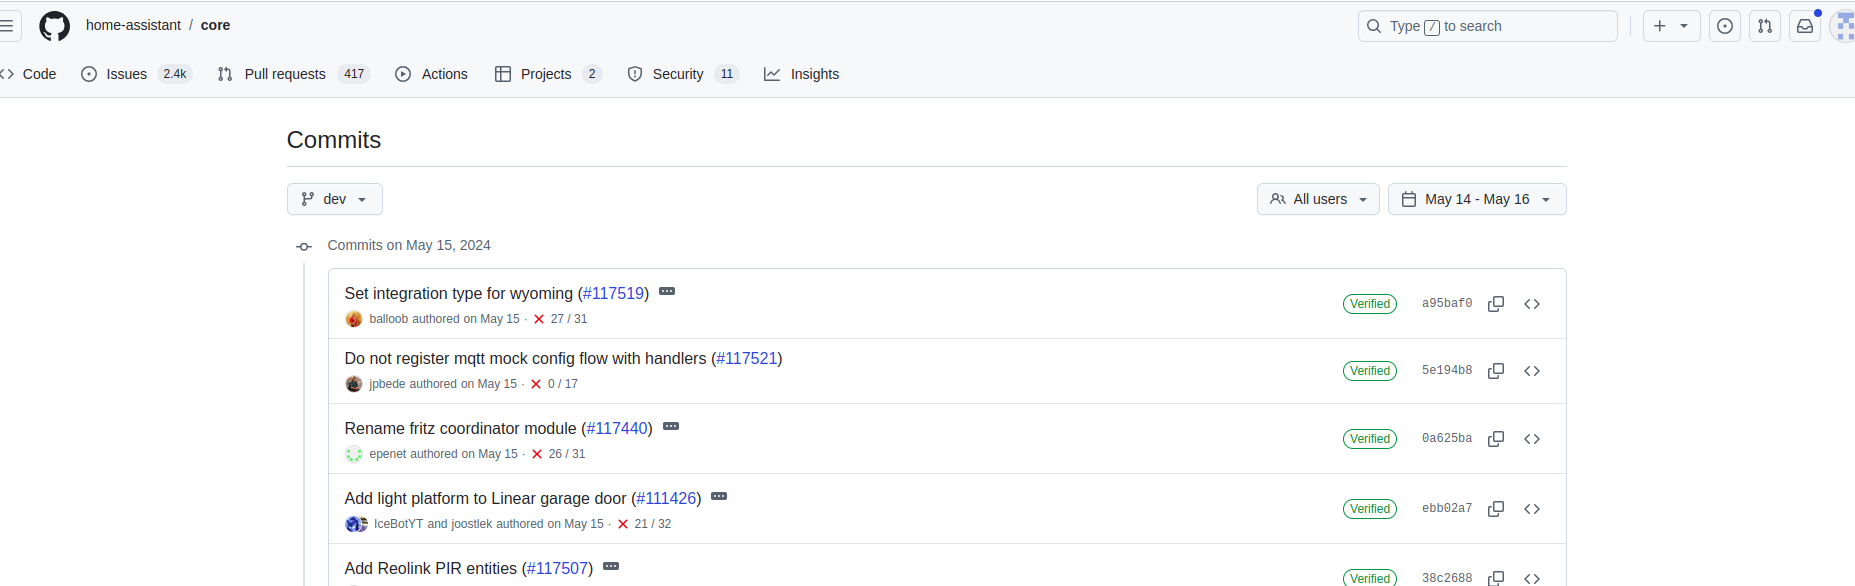 home-assistant / core
Type / to search
Code Issues 2.4k Pull requests 417 Actions Projects 2 Security 11 Insights
Commits
dev
All users May 14 - May 16
Commits on May 15, 2024
Set integration type for wyoming (#117519)
balloob authored on May 15 · 27 / 31
Verified a95baf0
Do not register mqtt mock config flow with handlers (#117521)
jpbede authored on May 15 · 0 / 17
Verified 5e194b8
Rename fritz coordinator module (#117440)
epenet authored on May 15 · 26 / 31
Verified 0a625ba
Add light platform to Linear garage door (#111426)
IceBotYT and joostlek authored on May 15 · 21 / 32
Verified ebb02a7
Add Reolink PIR entities (#117507)
Verified 38c2688